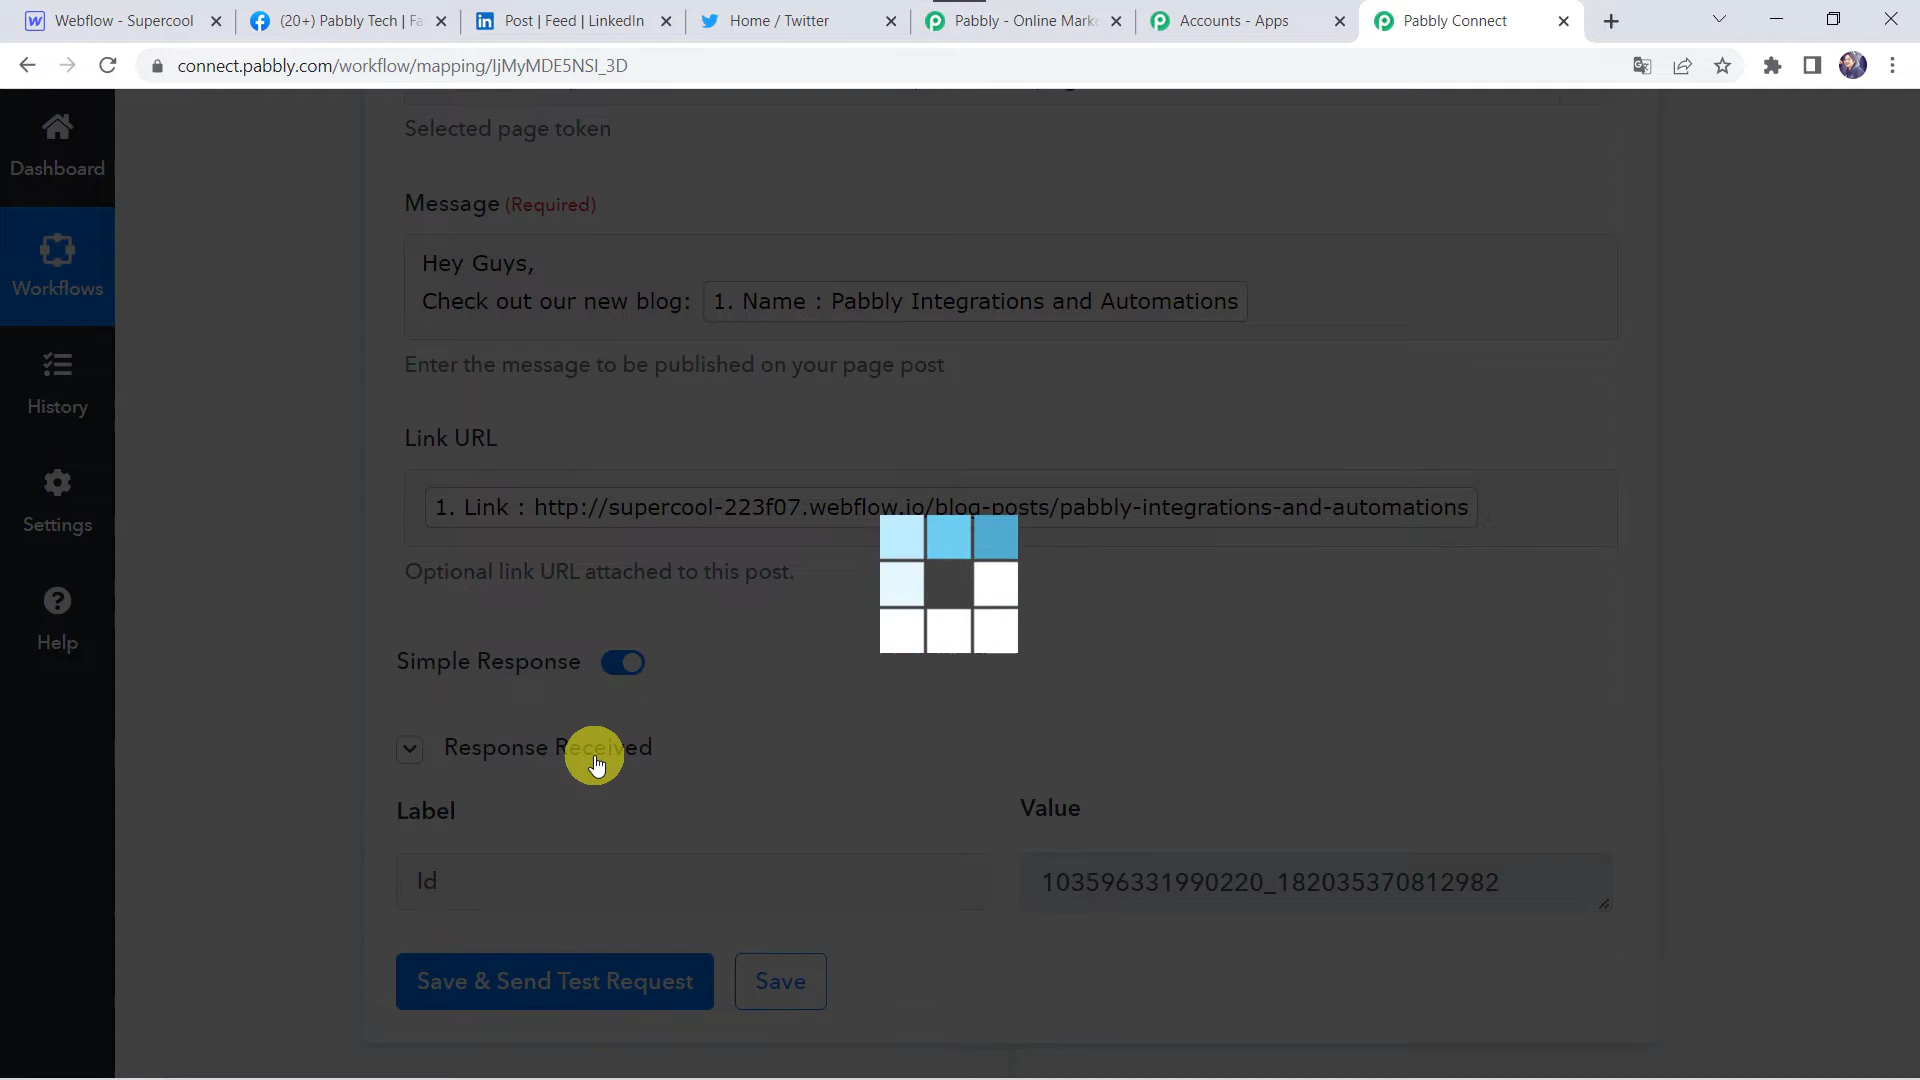 Webflow - Supercool
(20+) Pabbly Tech | Fa
Post | Feed | LinkedIn
Home / Twitter
Pabbly - Online Marke
Accounts - Apps
Pabbly Connect
connect.pabbly.com/workflow/mapping/IjMyMDE5NSI_3D
Dashboard
Workflows
History
Settings
Help
Selected page token
Message (Required)
Hey Guys,
Check out our new blog: 1. Name : Pabbly Integrations and Automations
Enter the message to be published on your page post
Link URL
1. Link : http://supercool-223f07.webflow.io/blog-posts/pabbly-integrations-and-automations
Optional link URL attached to this post.
Simple Response
Response Received
Label
Value
Id
103596331990220_182035370812982
Save & Send Test Request
Save